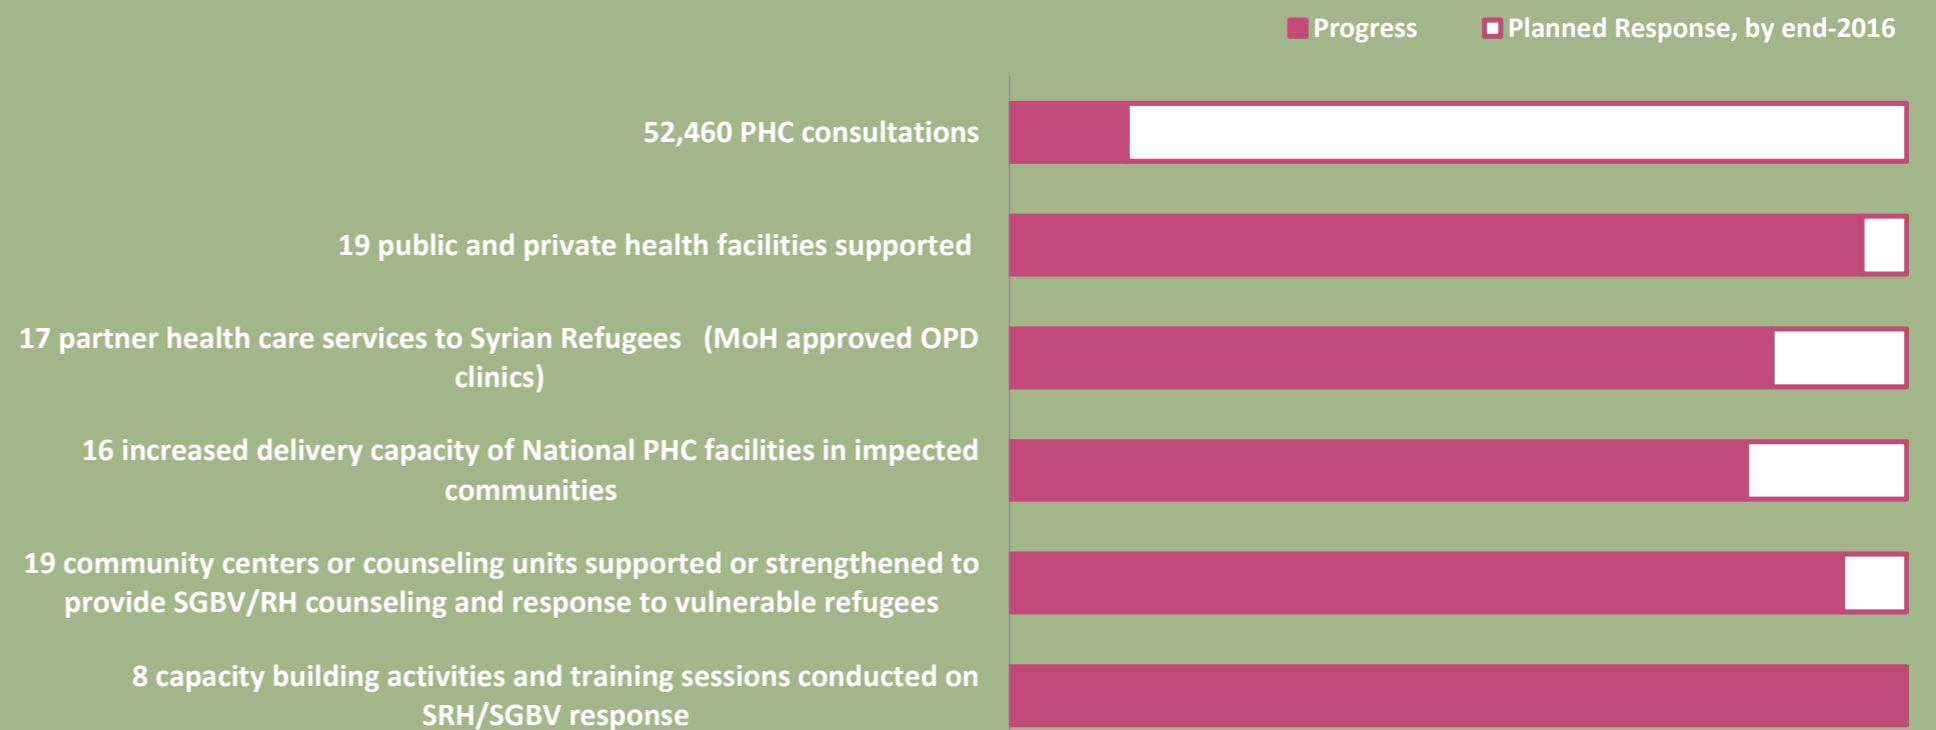 Progress
Planned Response, by end-2016
52,460 PHC consultations
19 public and private health facilities supported
17 partner health care services to Syrian Refugees (MoH approved OPD
clinics)
16 increased delivery capacity of National PHC facilities in impected
communities
19 community centers or counseling units supported or strengthened to
provide SGBV/RH counseling and response to vulnerable refugees
8 capacity building activities and training sessions conducted on
SRH/SGBV response